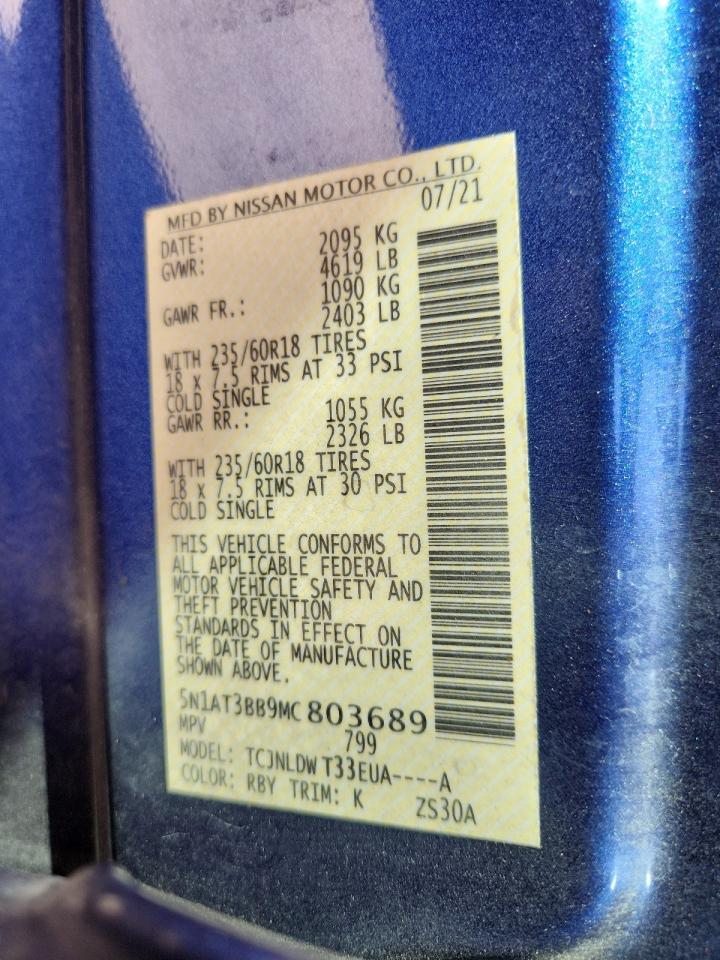 MFD BY NISSAN MOTOR CO., LTD.
DATE: 07/21
GVWR: 2095 KG
4619 LB
GAWR FR.: 1090 KG
2403 LB
WITH 235/60R18 TIRES
18 x 7.5 RIMS AT 33 PSI
COLD SINGLE
GAWR RR.: 1055 KG
2326 LB
WITH 235/60R18 TIRES
18 x 7.5 RIMS AT 30 PSI
COLD SINGLE
THIS VEHICLE CONFORMS TO
ALL APPLICABLE FEDERAL
MOTOR VEHICLE SAFETY AND
THEFT PREVENTION
STANDARDS IN EFFECT ON
THE DATE OF MANUFACTURE
SHOWN ABOVE.
5N1AT3BB9MC 803689
MPV 799
MODEL: TCJNLDW T33EUA----A
COLOR: RBY TRIM: K ZS30A